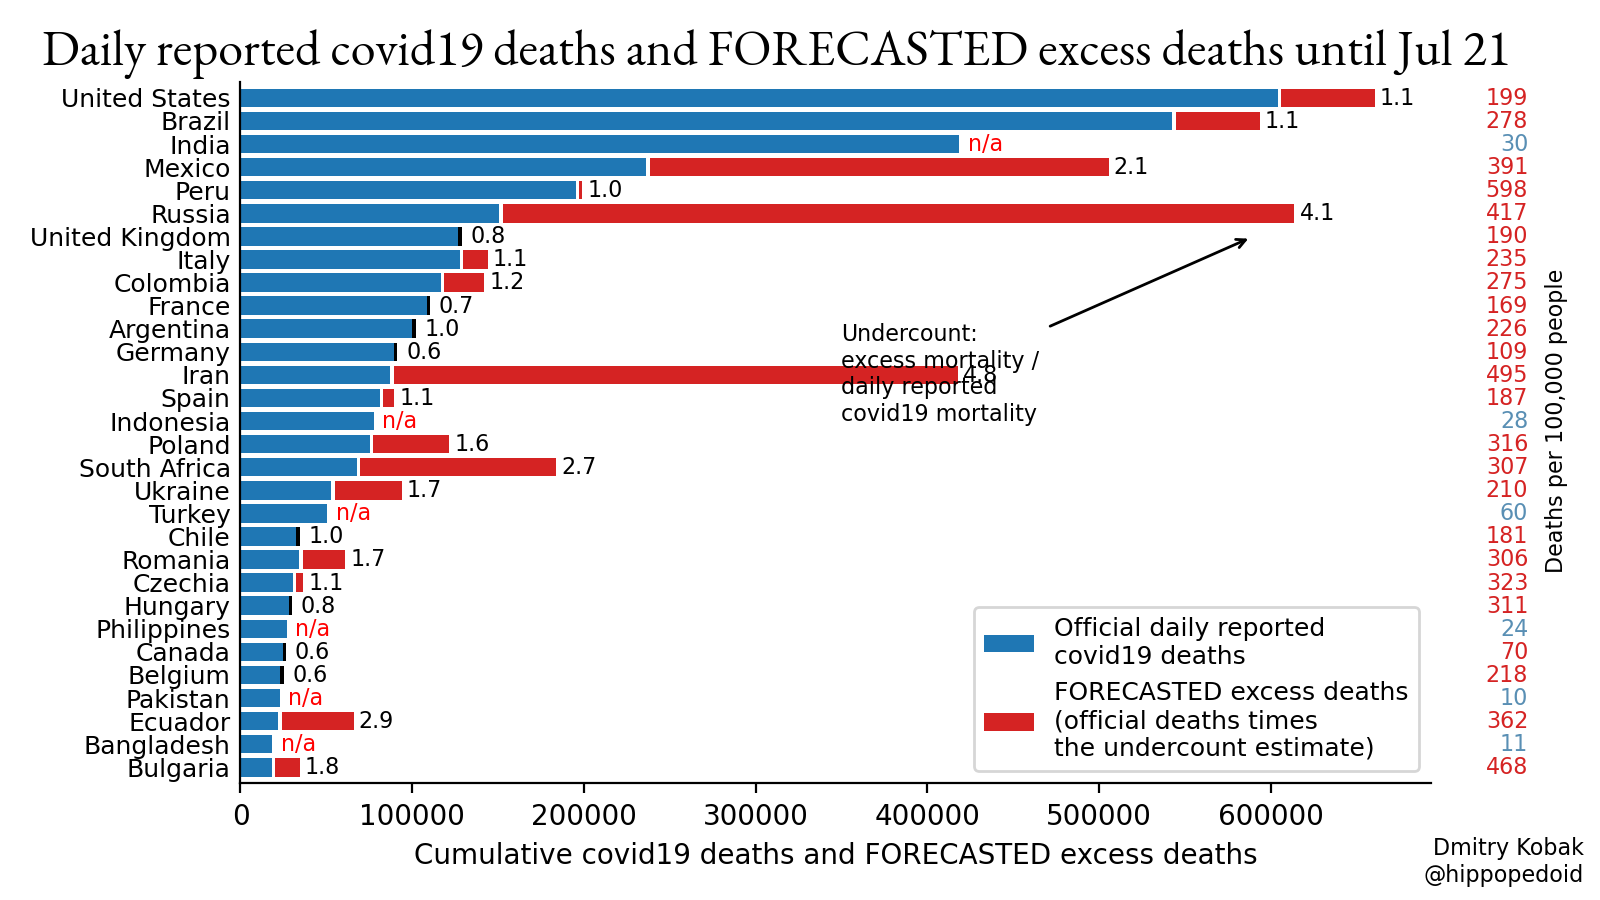 Daily reported covid19 deaths and FORECASTED excess deaths until Jul 21
United States 1.1 199
Brazil 1.1 278
India n/a 30
Mexico 2.1 391
Peru 1.0 598
Russia 4.1 417
United Kingdom 0.8 190
Italy 1.1 235
Colombia 1.2 275
France 0.7 169
Argentina 1.0 226
Germany 0.6 109
Iran 4.8 495
Spain 1.1 187
Indonesia n/a 28
Poland 1.6 316
South Africa 2.7 307
Ukraine 1.7 210
Turkey n/a 60
Chile 1.0 181
Romania 1.7 306
Czechia 1.1 323
Hungary 0.8 311
Philippines n/a 24
Canada 0.6 70
Belgium 0.6 218
Pakistan n/a 10
Ecuador 2.9 362
Bangladesh n/a 11
Bulgaria 1.8 468
Undercount:
excess mortality /
daily reported
covid19 mortality
Deaths per 100,000 people
Official daily reported
covid19 deaths
FORECASTED excess deaths
(official deaths times
the undercount estimate)
0 100000 200000 300000 400000 500000 600000
Cumulative covid19 deaths and FORECASTED excess deaths
Dmitry Kobak
@hippopedoid